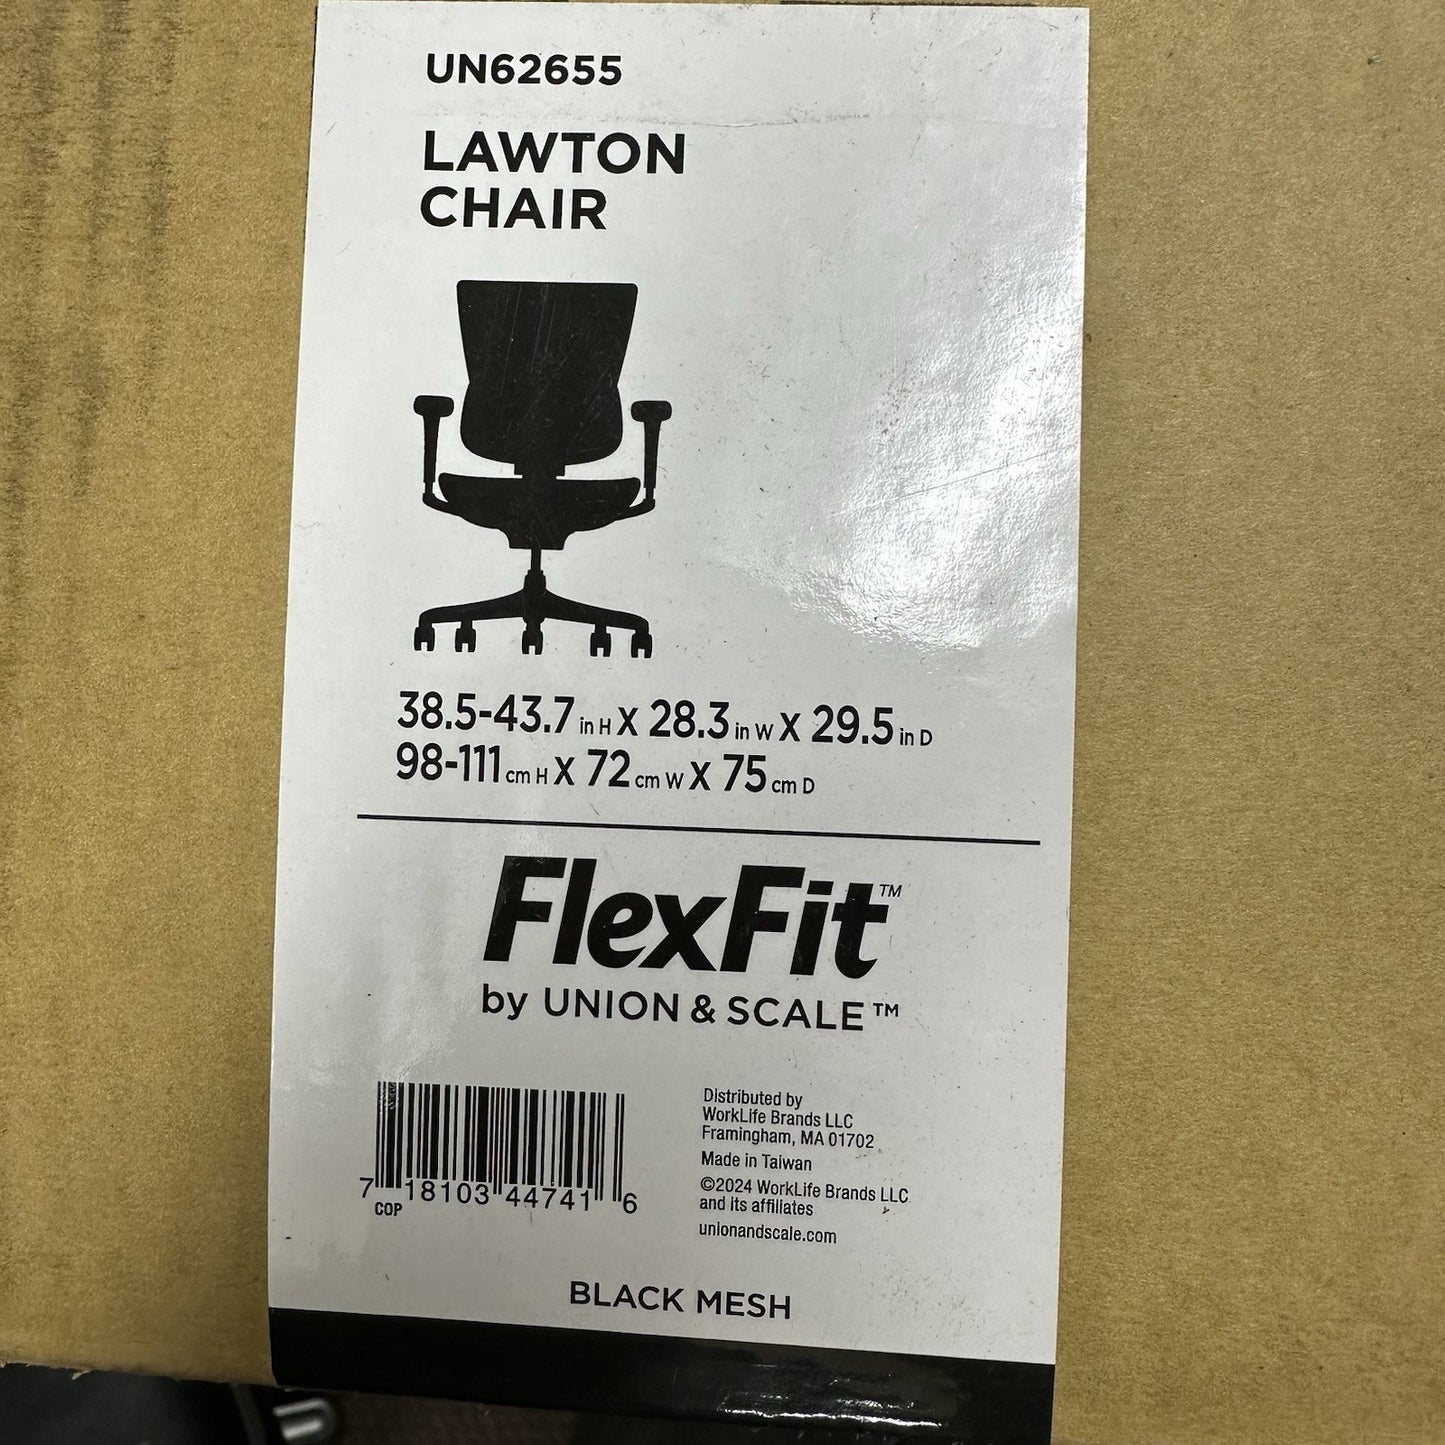 UN62655
LAWTON
CHAIR
38.5-43.7 in H X 28.3 in W X 29.5 in D
98-111 cm H X 72 cm W X 75 cm D
FlexFit™
by UNION & SCALE™
7 18103 44741 6
COP
Distributed by
WorkLife Brands LLC
Framingham, MA 01702
Made in Taiwan
©2024 WorkLife Brands LLC
and its affiliates
unionandscale.com
BLACK MESH